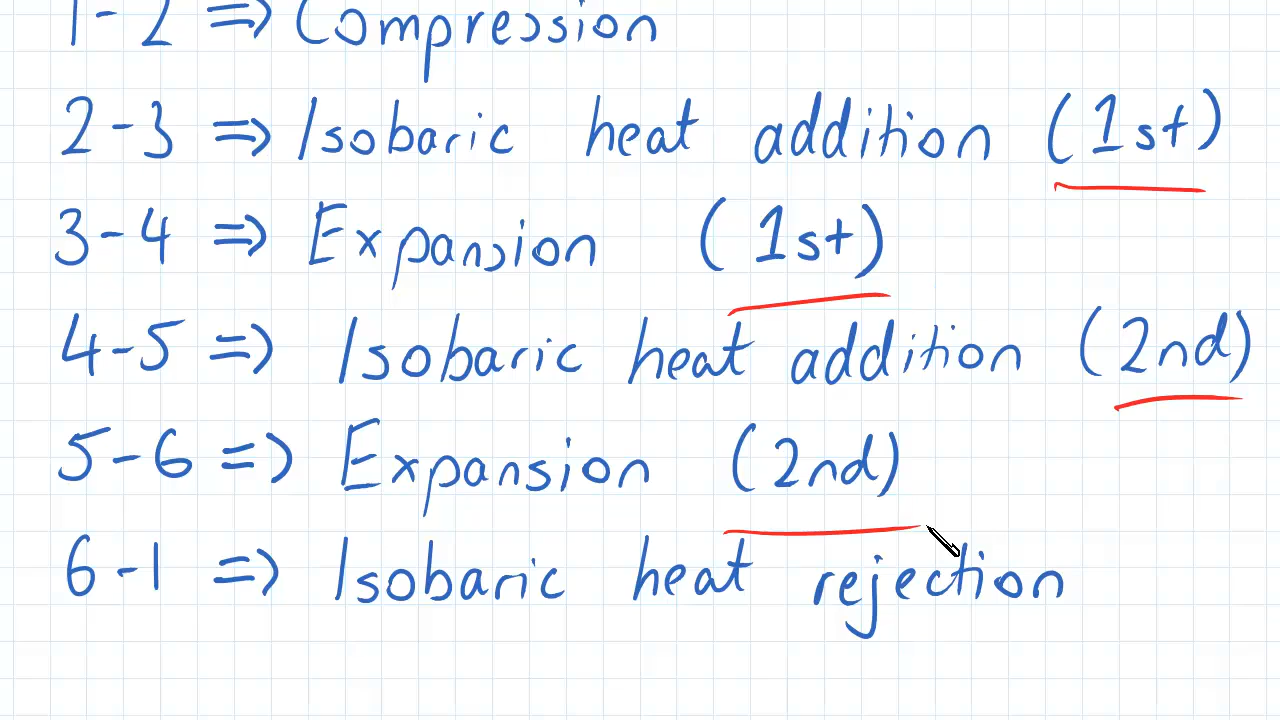 1-2 => Compression
2-3 => Isobaric heat addition (1st)
3-4 => Expansion (1st)
4-5 => Isobaric heat addition (2nd)
5-6 => Expansion (2nd)
6-1 => Isobaric heat rejection